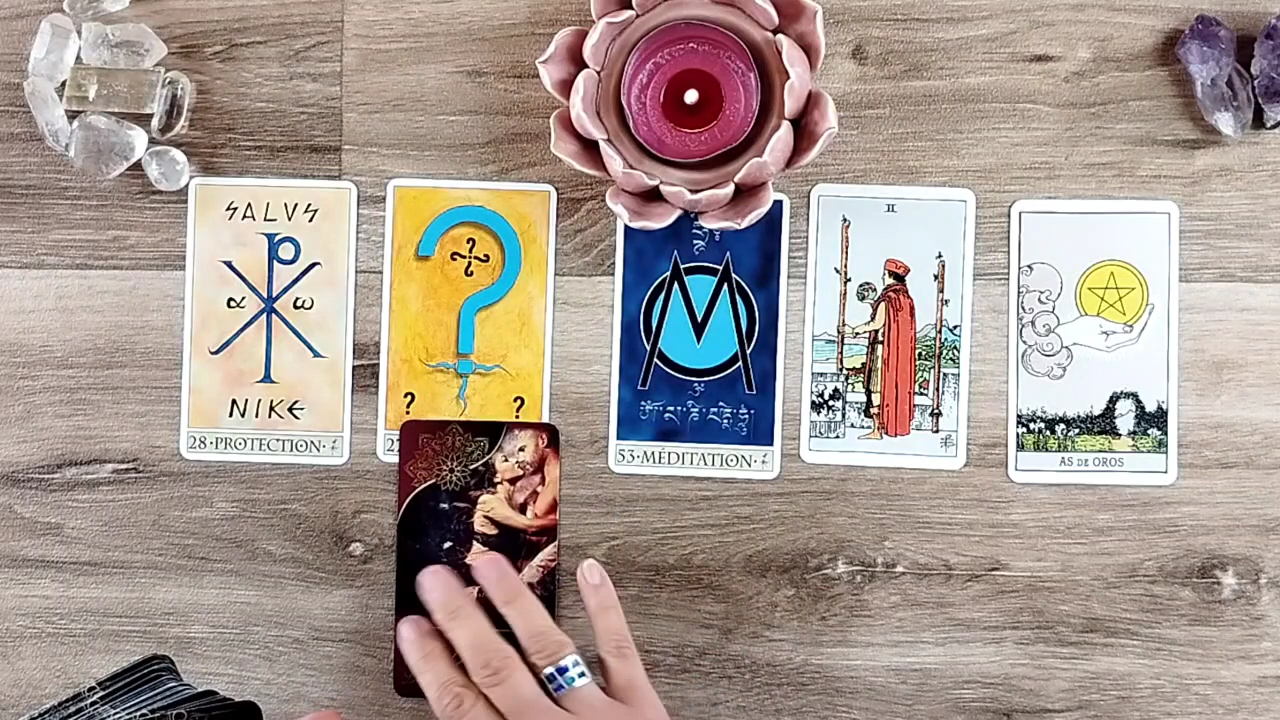 SALVS
α ω
NIKE
28·PROTECTION·
?
? ?
M
53·MÉDITATION·
II
AS DE OROS